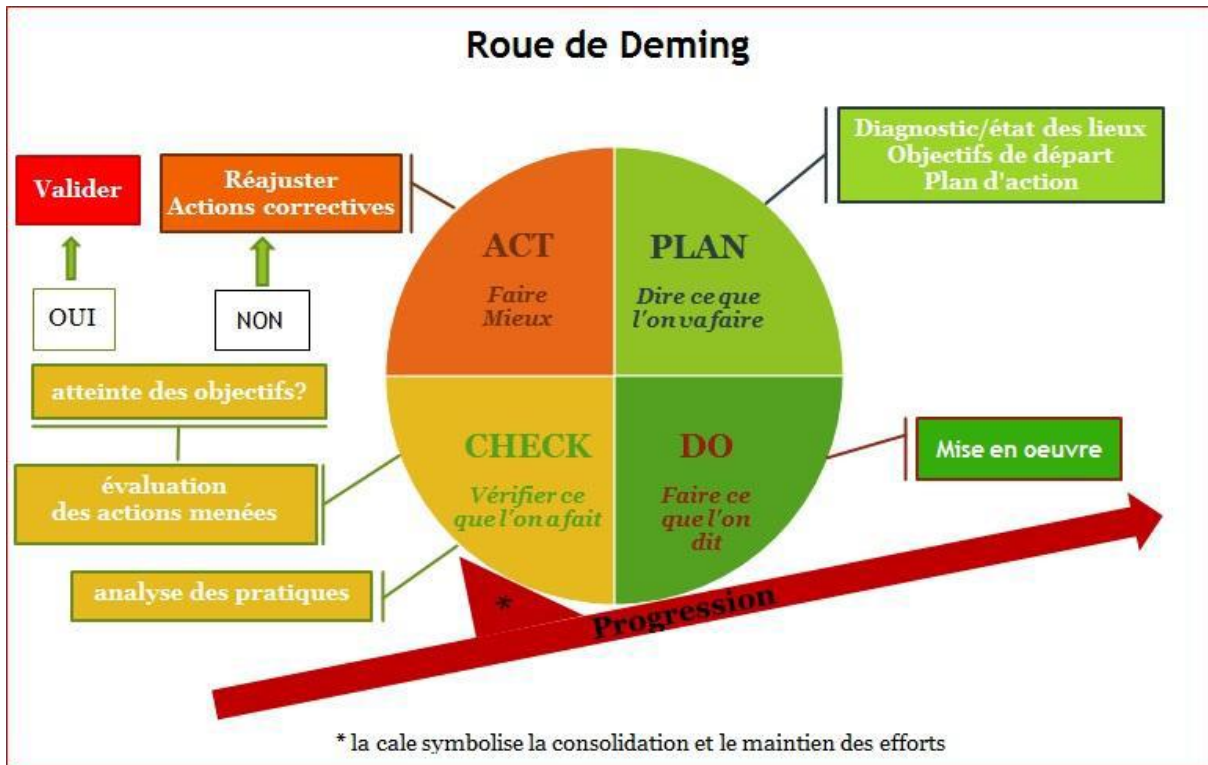 Roue de Deming
Diagnostic/état des lieux
Objectifs de départ
Plan d'action
Valider
Réajuster
Actions correctives
OUI
NON
ACT
Faire
Mieux
PLAN
Dire ce que
l'on va faire
atteinte des objectifs?
évaluation
des actions menées
analyse des pratiques
CHECK
Vérifier ce
que l'on a fait
DO
Faire ce
que l'on
dit
Mise en oeuvre
*
Progression
* la cale symbolise la consolidation et le maintien des efforts